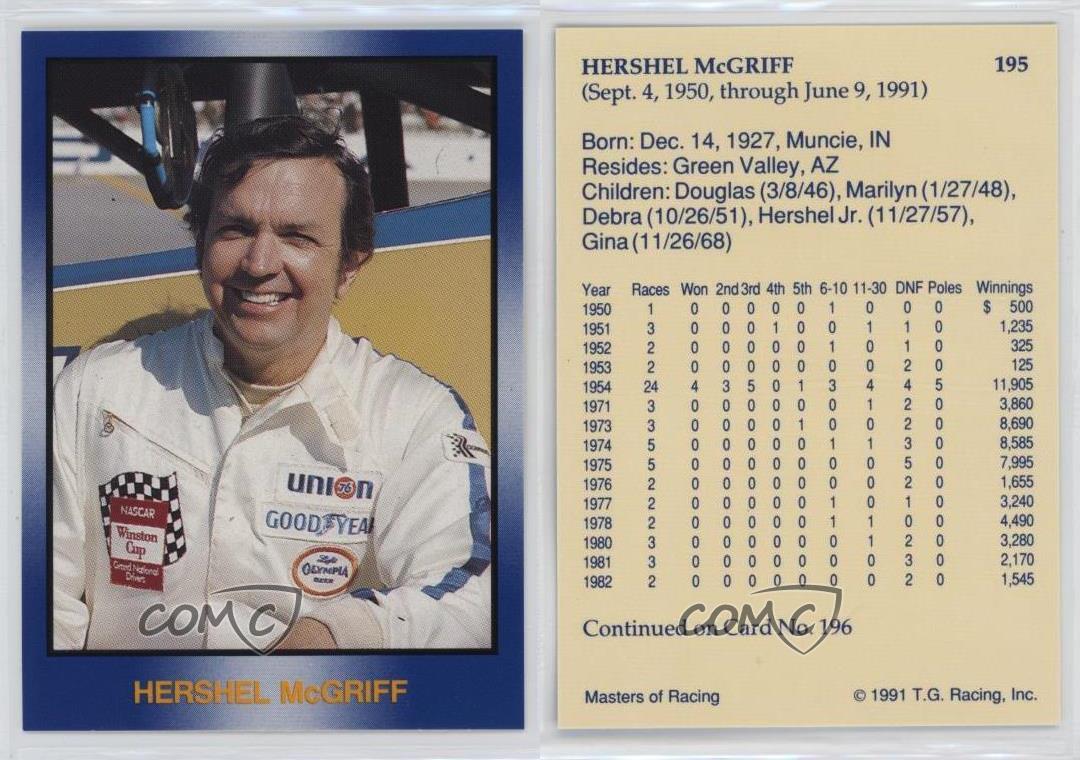 NASCAR
Winston
Cup
Grand National
Drivers
UNION
76
GOODYEAR
OLYMPIA
BEER
COMC
HERSHEL McGRIFF
HERSHEL McGRIFF 195
(Sept. 4, 1950, through June 9, 1991)
Born: Dec. 14, 1927, Muncie, IN
Resides: Green Valley, AZ
Children: Douglas (3/8/46), Marilyn (1/27/48),
Debra (10/26/51), Hershel Jr. (11/27/57),
Gina (11/26/68)
Year Races Won 2nd 3rd 4th 5th 6-10 11-30 DNF Poles Winnings
1950 1 0 0 0 0 0 1 0 0 0 $ 500
1951 3 0 0 0 1 0 0 1 1 0 1,235
1952 2 0 0 0 0 0 1 0 1 0 325
1953 2 0 0 0 0 0 0 0 2 0 125
1954 24 4 3 5 0 1 3 4 4 5 11,905
1971 3 0 0 0 0 0 0 1 2 0 3,860
1973 3 0 0 0 0 1 0 0 2 0 8,690
1974 5 0 0 0 0 0 1 1 3 0 8,585
1975 5 0 0 0 0 0 0 0 5 0 7,995
1976 2 0 0 0 0 0 0 0 2 0 1,655
1977 2 0 0 0 0 0 1 0 1 0 3,240
1978 2 0 0 0 0 0 1 1 0 0 4,490
1980 3 0 0 0 0 0 0 1 2 0 3,280
1981 3 0 0 0 0 0 0 0 3 0 2,170
1982 2 0 0 0 0 0 0 0 2 0 1,545
Continued on Card No. 196
COMC
Masters of Racing © 1991 T.G. Racing, Inc.